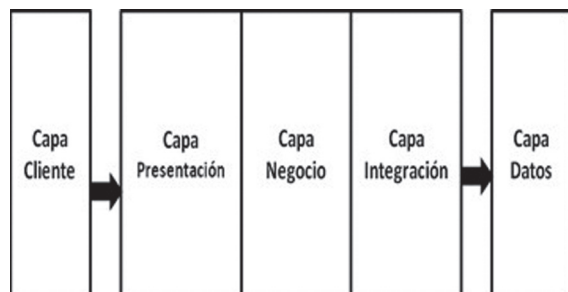 Capa
Cliente
Capa
Presentación
Capa
Negocio
Capa
Integración
Capa
Datos